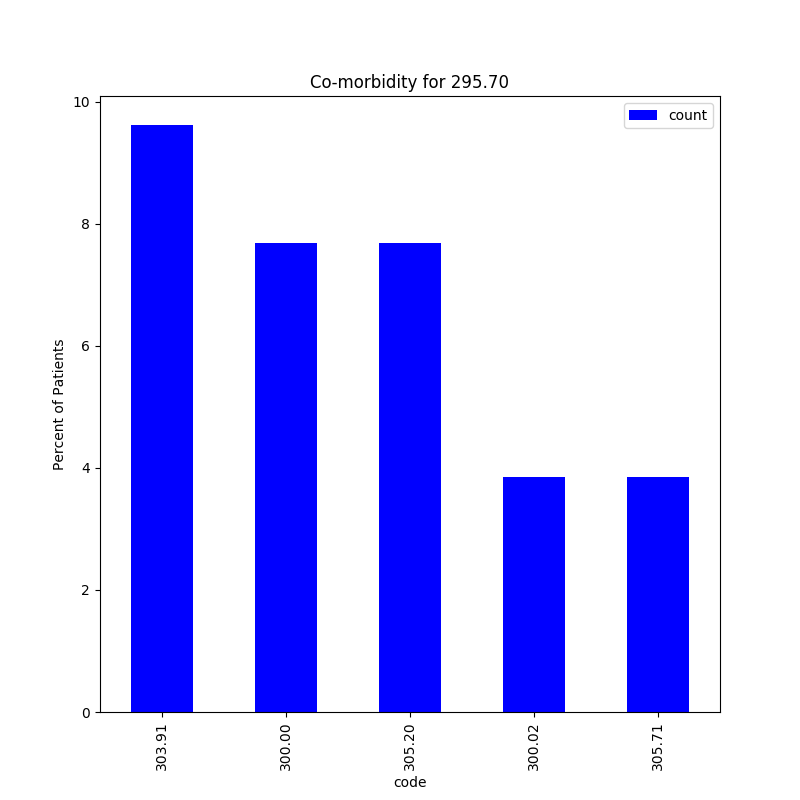 Co-morbidity for 295.70
count
Percent of Patients
10
8
6
4
2
0
303.91
300.00
305.20
300.02
305.71
code